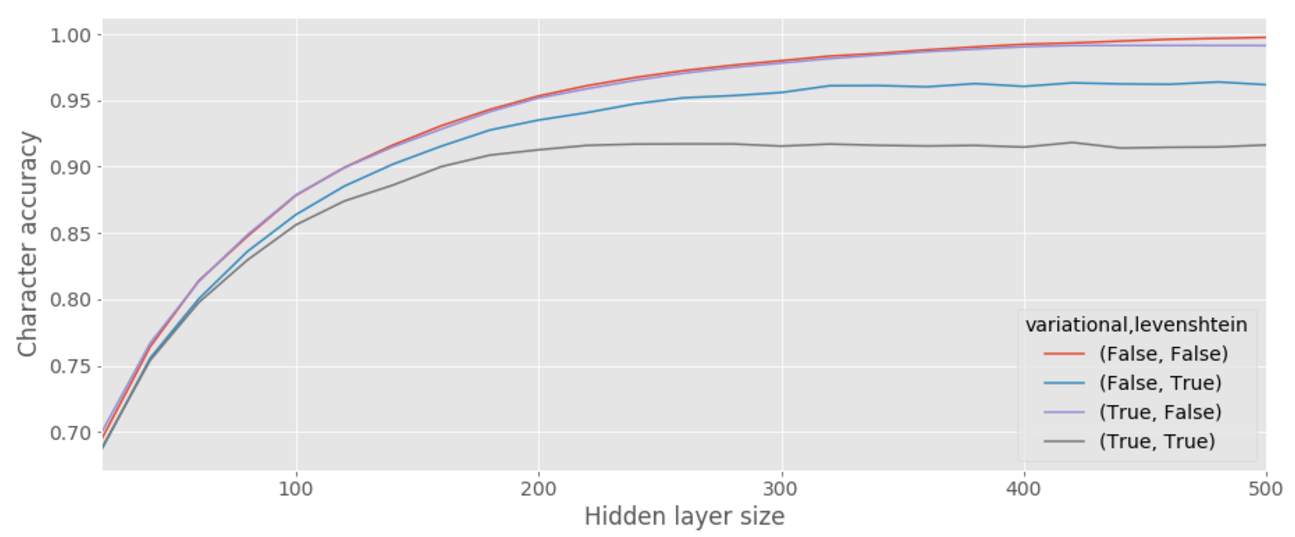 1.00
0.95
0.90
0.85
0.80
0.75
0.70
Character accuracy
100 200 300 400 500
Hidden layer size
variational,levenshtein
(False, False)
(False, True)
(True, False)
(True, True)